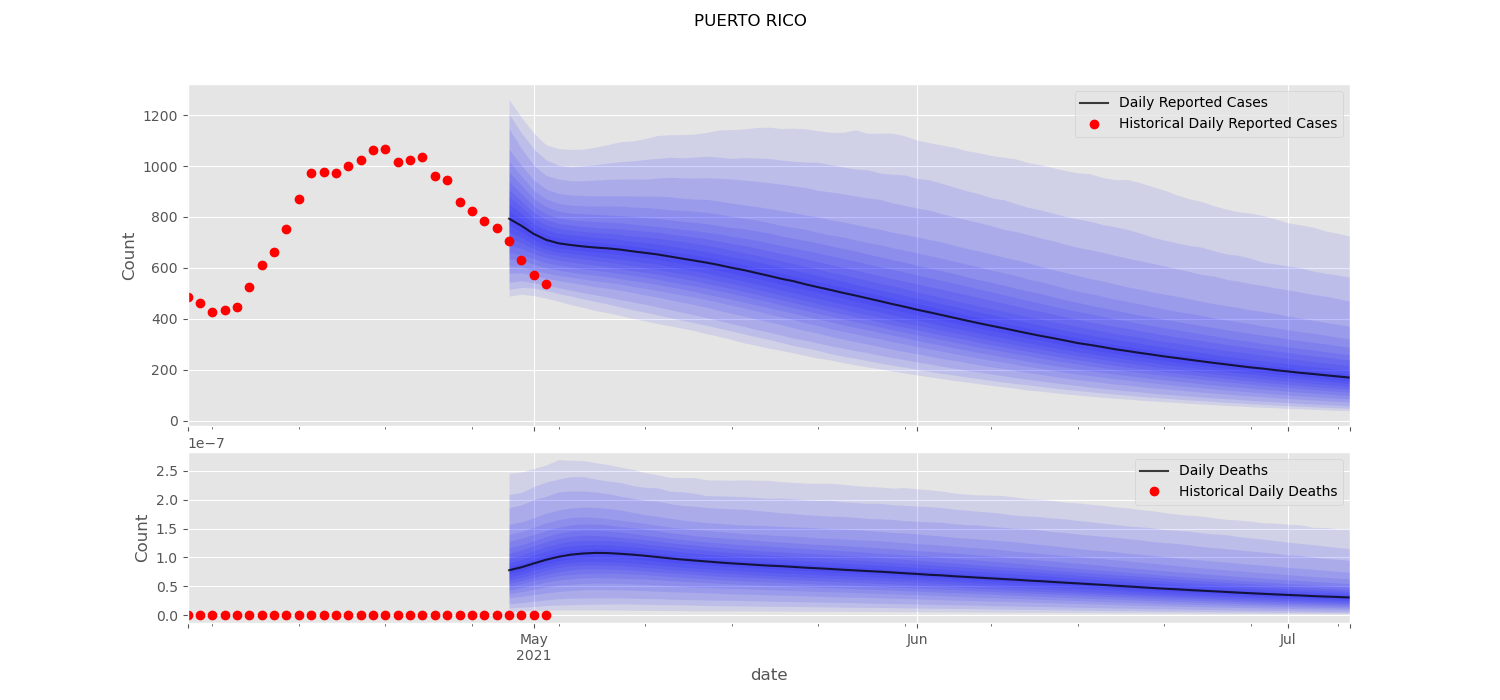 PUERTO RICO
Daily Reported Cases
Historical Daily Reported Cases
1200
1000
800
600
400
200
0
Count
1e−7
Daily Deaths
Historical Daily Deaths
2.5
2.0
1.5
1.0
0.5
0.0
Count
May
2021
Jun
Jul
date